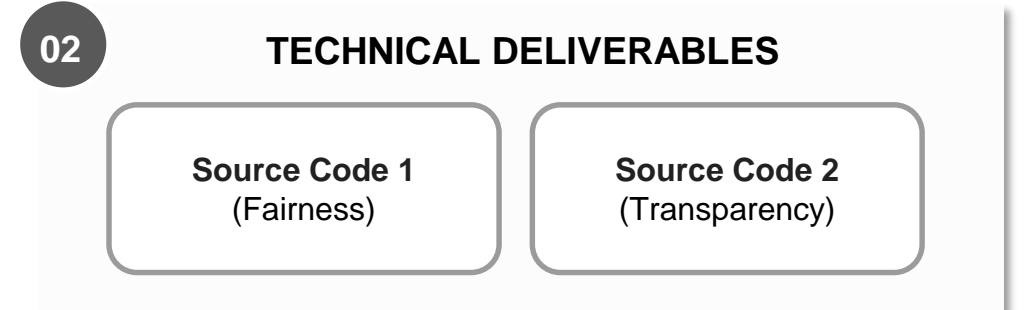 02
TECHNICAL DELIVERABLES
Source Code 1
(Fairness)
Source Code 2
(Transparency)